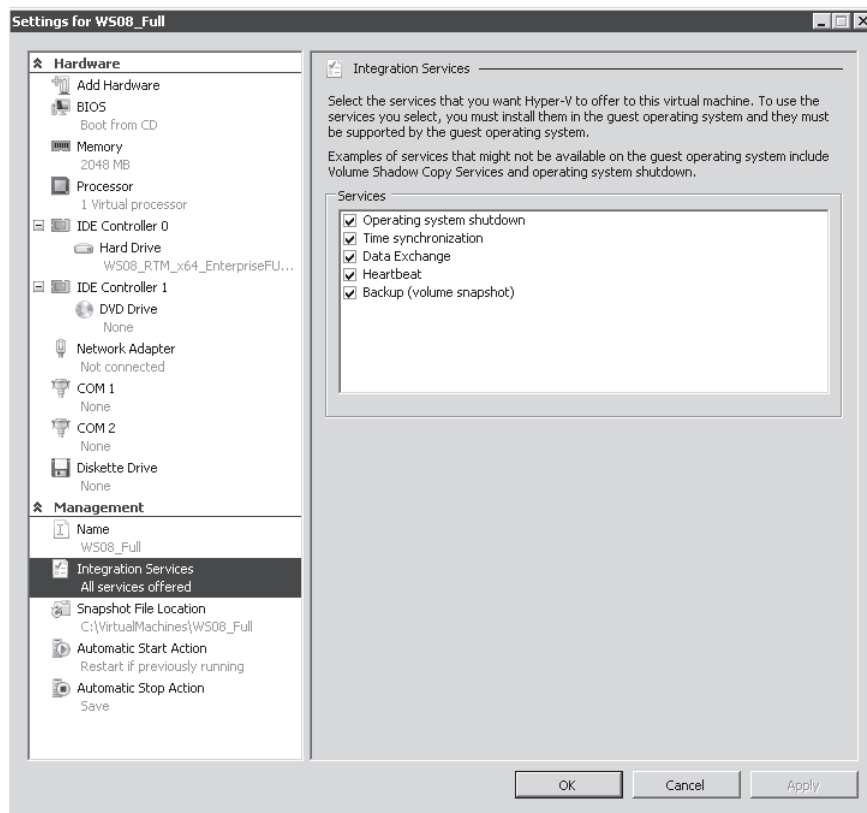 Settings for WS08_Full
Hardware
Add Hardware
BIOS
Boot from CD
Memory
2048 MB
Processor
1 Virtual processor
IDE Controller 0
Hard Drive
WS08_RTM_x64_EnterpriseFU...
IDE Controller 1
DVD Drive
None
Network Adapter
Not connected
COM 1
None
COM 2
None
Diskette Drive
None
Management
Name
WS08_Full
Integration Services
All services offered
Snapshot File Location
C:\VirtualMachines\WS08_Full
Automatic Start Action
Restart if previously running
Automatic Stop Action
Save
Integration Services
Select the services that you want Hyper-V to offer to this virtual machine. To use the
services you select, you must install them in the guest operating system and they must
be supported by the guest operating system.
Examples of services that might not be available on the guest operating system include
Volume Shadow Copy Services and operating system shutdown.
Services
Operating system shutdown
Time synchronization
Data Exchange
Heartbeat
Backup (volume snapshot)
OK
Cancel
Apply